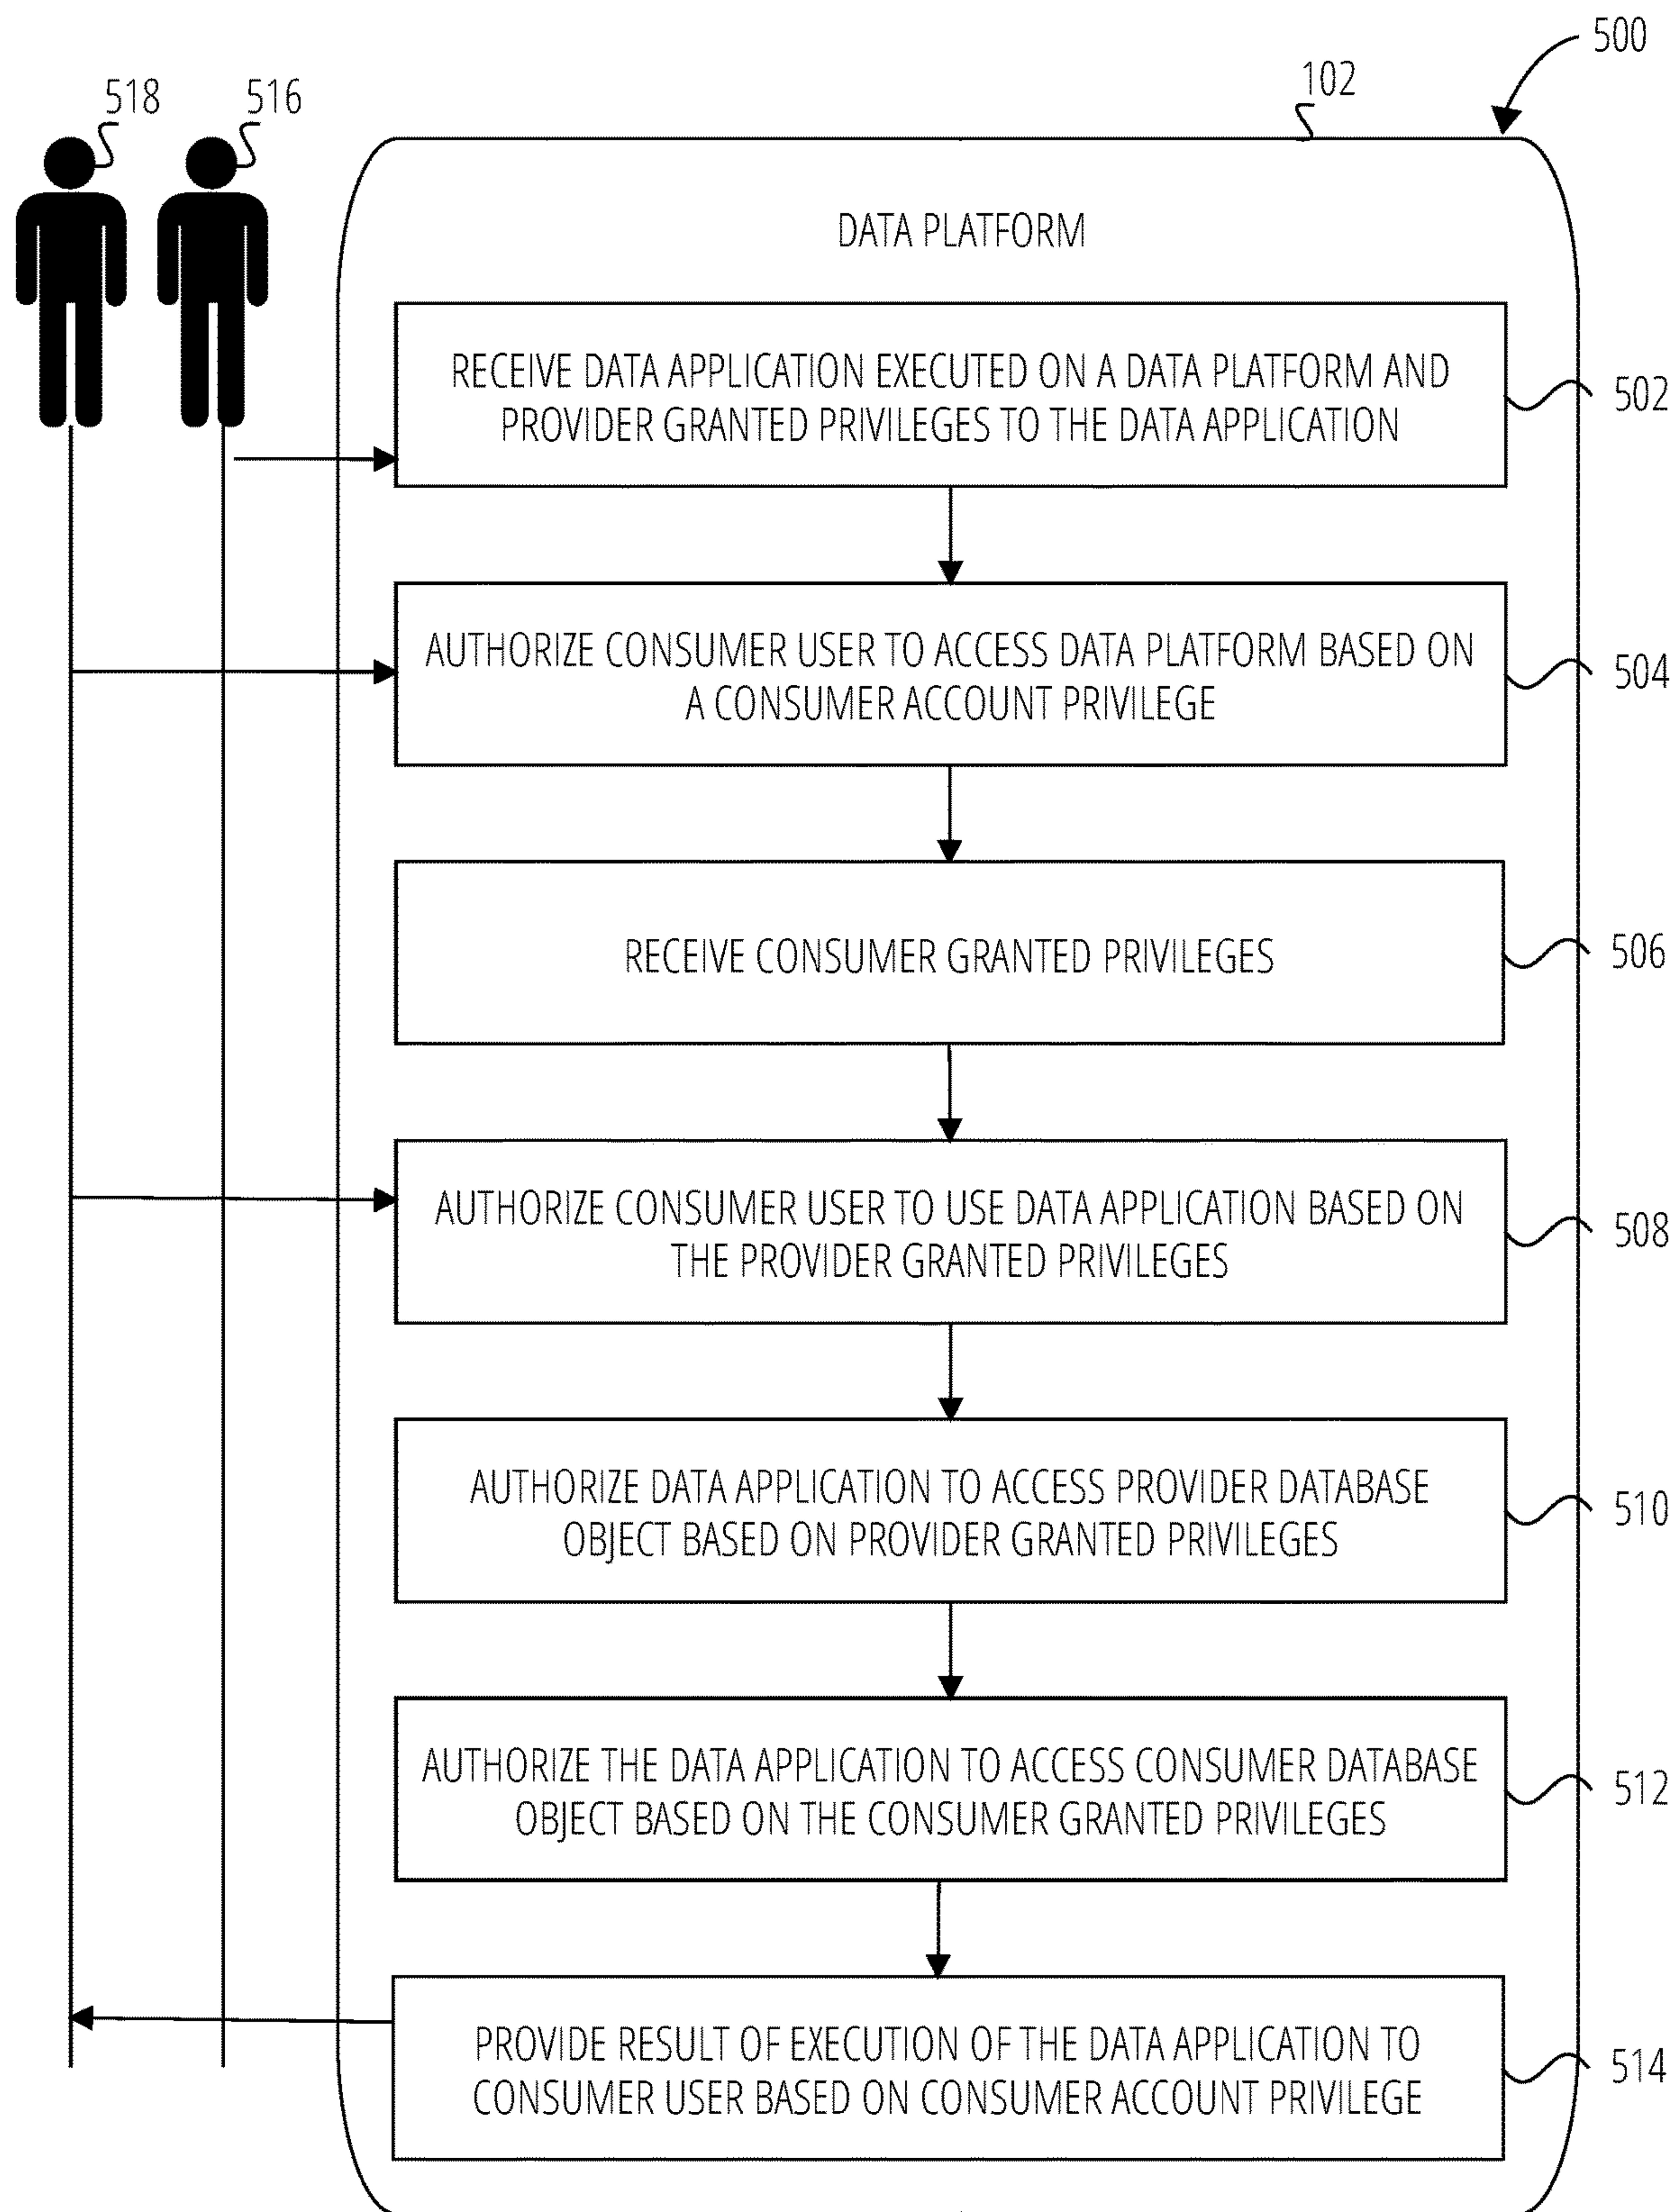 500
102
518
516
DATA PLATFORM
RECEIVE DATA APPLICATION EXECUTED ON A DATA PLATFORM AND
PROVIDER GRANTED PRIVILEGES TO THE DATA APPLICATION
502
AUTHORIZE CONSUMER USER TO ACCESS DATA PLATFORM BASED ON
A CONSUMER ACCOUNT PRIVILEGE
504
RECEIVE CONSUMER GRANTED PRIVILEGES
506
AUTHORIZE CONSUMER USER TO USE DATA APPLICATION BASED ON
THE PROVIDER GRANTED PRIVILEGES
508
AUTHORIZE DATA APPLICATION TO ACCESS PROVIDER DATABASE
OBJECT BASED ON PROVIDER GRANTED PRIVILEGES
510
AUTHORIZE THE DATA APPLICATION TO ACCESS CONSUMER DATABASE
OBJECT BASED ON THE CONSUMER GRANTED PRIVILEGES
512
PROVIDE RESULT OF EXECUTION OF THE DATA APPLICATION TO
CONSUMER USER BASED ON CONSUMER ACCOUNT PRIVILEGE
514